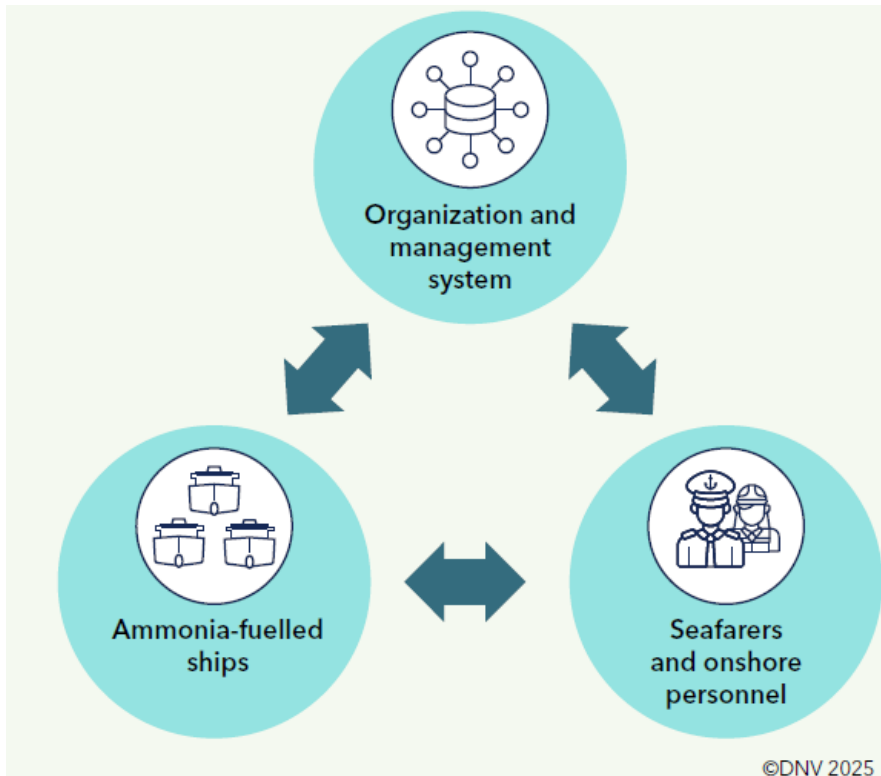 Organization and
management
system
Ammonia-fuelled
ships
Seafarers
and onshore
personnel
©DNV 2025